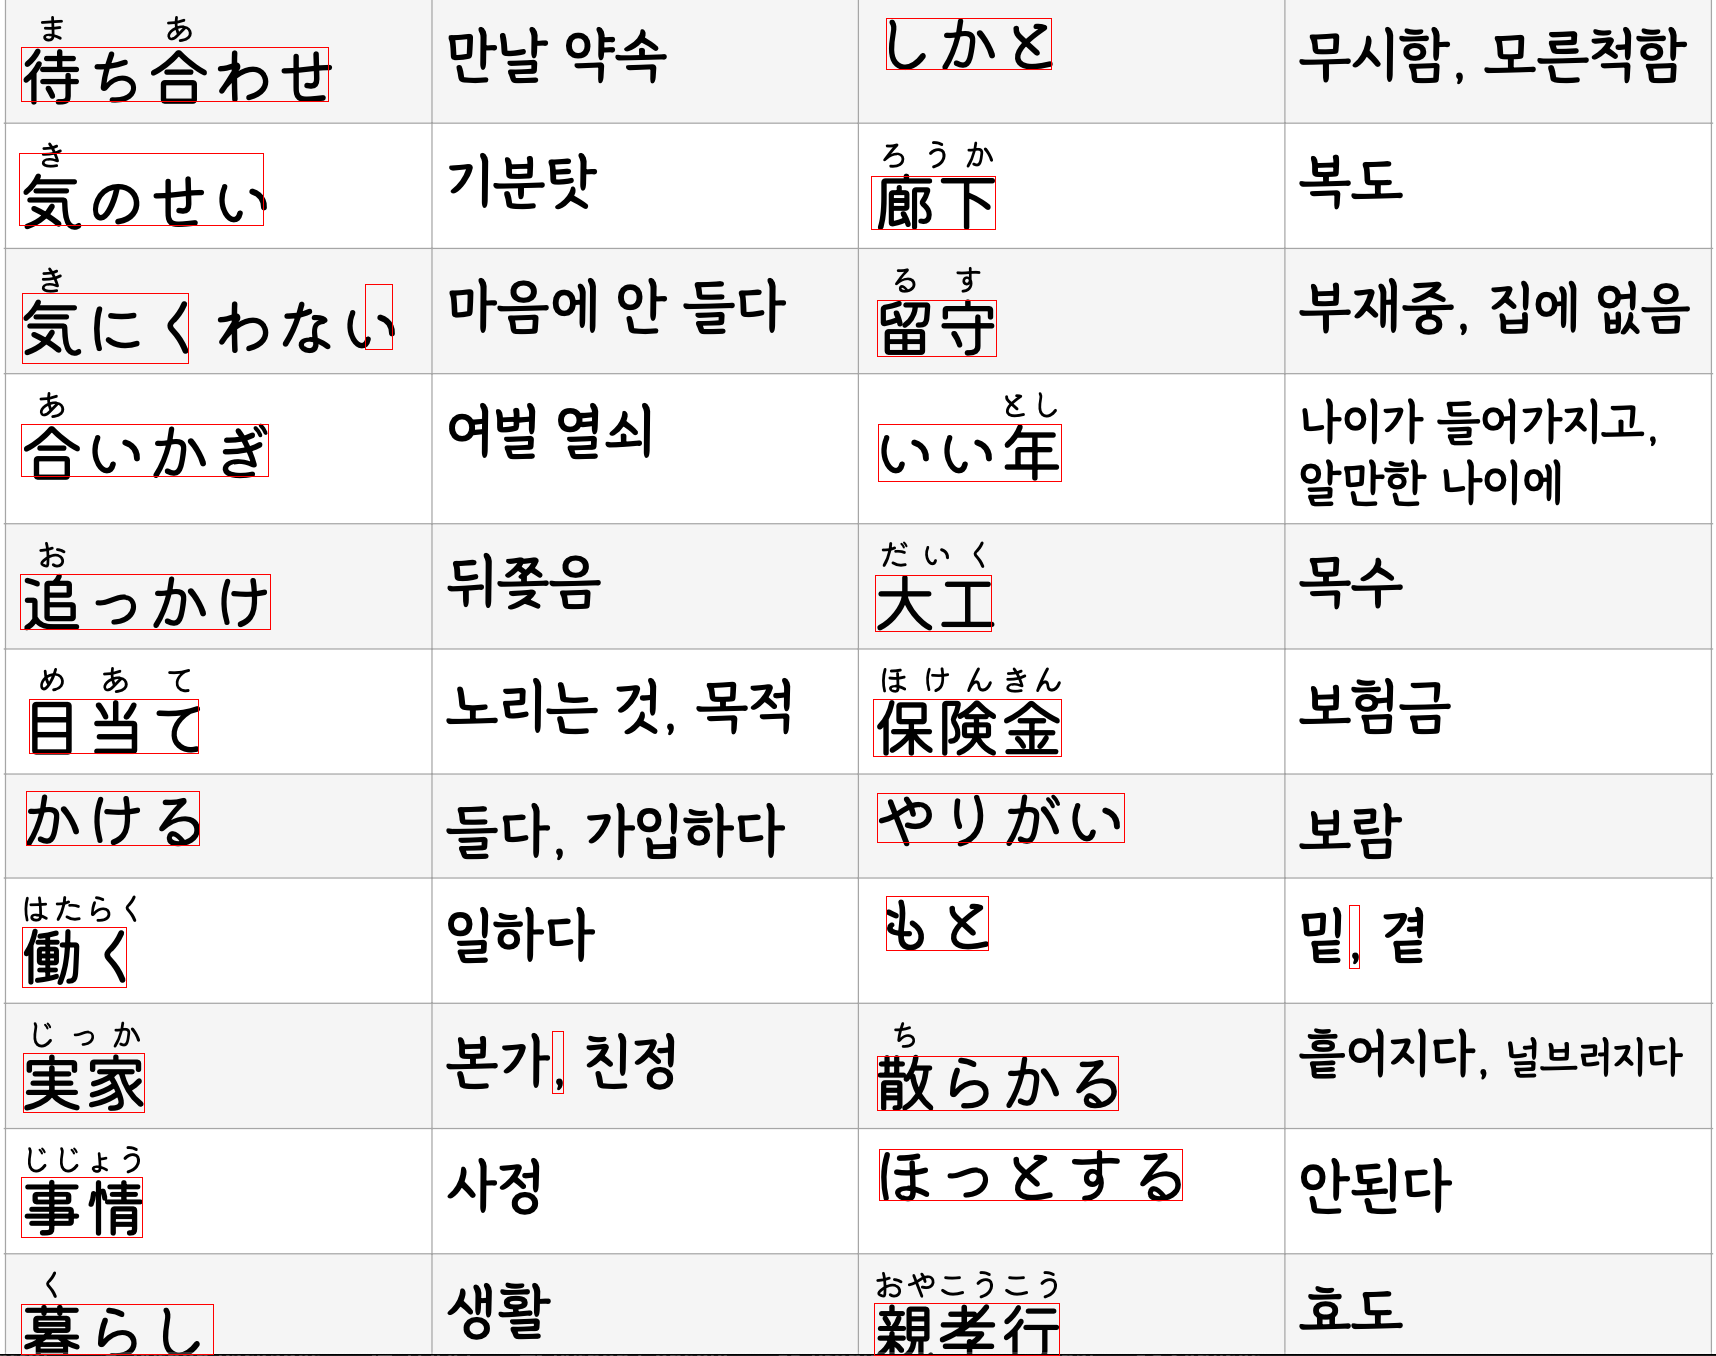 ま あ
待ち合わせ 만날 약속 しかと 무시함, 모른척함
き ろうか
気のせい 기분탓 廊下 복도
き るす
気にくわない 마음에 안 들다 留守 부재중, 집에 없음
あ とし
合いかぎ 여벌 열쇠 いい年 나이가 들어가지고,
알만한 나이에
お だいく
追っかけ 뒤쫓음 大工 목수
めあて ほけんきん
目当て 노리는 것, 목적 保険金 보험금
かける 들다, 가입하다 やりがい 보람
はたらく
働く 일하다 もと 밑, 곁
じっか ち
実家 본가, 친정 散らかる 흩어지다, 널브러지다
じじょう
事情 사정 ほっとする 안된다
く おやこうこう
暮らし 생활 親孝行 효도